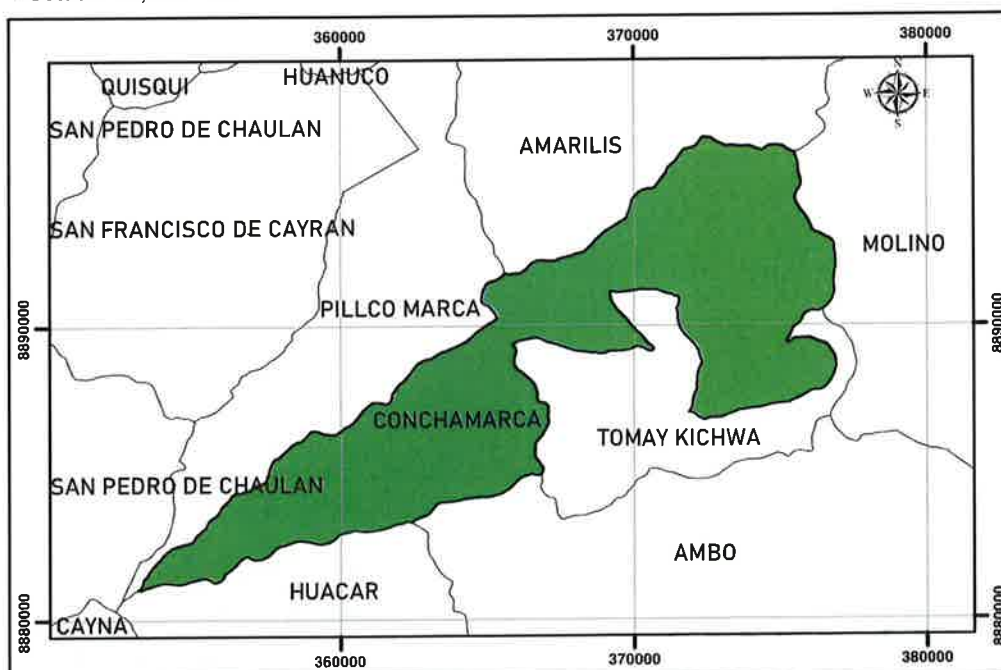 360000
370000
380000
QUISQUI
HUANUCO
N
W E
S
SAN PEDRO DE CHAULAN
AMARILIS
SAN FRANCISCO DE CAYRAN
MOLINO
PILLCO MARCA
8890000
8890000
CONCHAMARCA
TOMAY KICHWA
SAN PEDRO DE CHAULAN
AMBO
HUACAR
CAYNA
8880000
8880000
360000
370000
380000